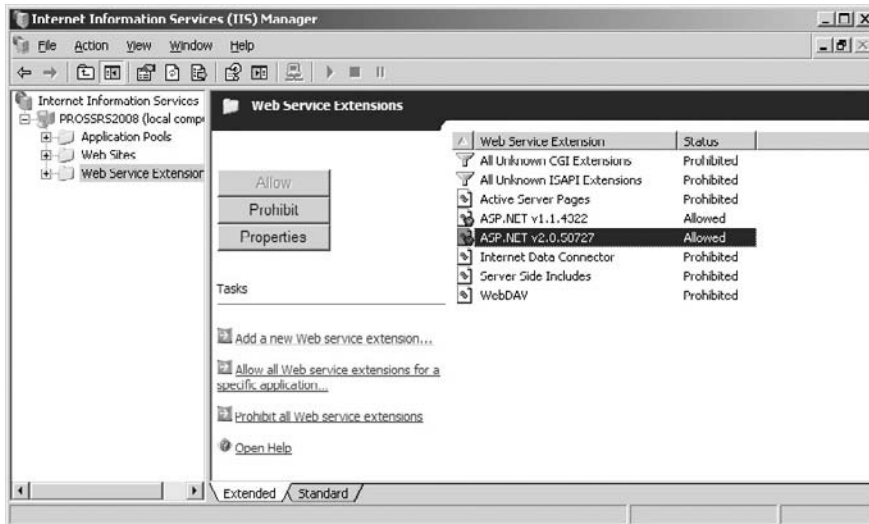 Internet Information Services (IIS) Manager
File Action View Window Help
Internet Information Services
PROSSRS2008 (local comp
Application Pools
Web Sites
Web Service Extension
Web Service Extensions
Allow
Prohibit
Properties
Tasks
Add a new Web service extension...
Allow all Web service extensions for a
specific application...
Prohibit all Web service extensions
Open Help
Web Service Extension Status
All Unknown CGI Extensions Prohibited
All Unknown ISAPI Extensions Prohibited
Active Server Pages Prohibited
ASP.NET v1.1.4322 Allowed
ASP.NET v2.0.50727 Allowed
Internet Data Connector Prohibited
Server Side Includes Prohibited
WebDAV Prohibited
Extended Standard